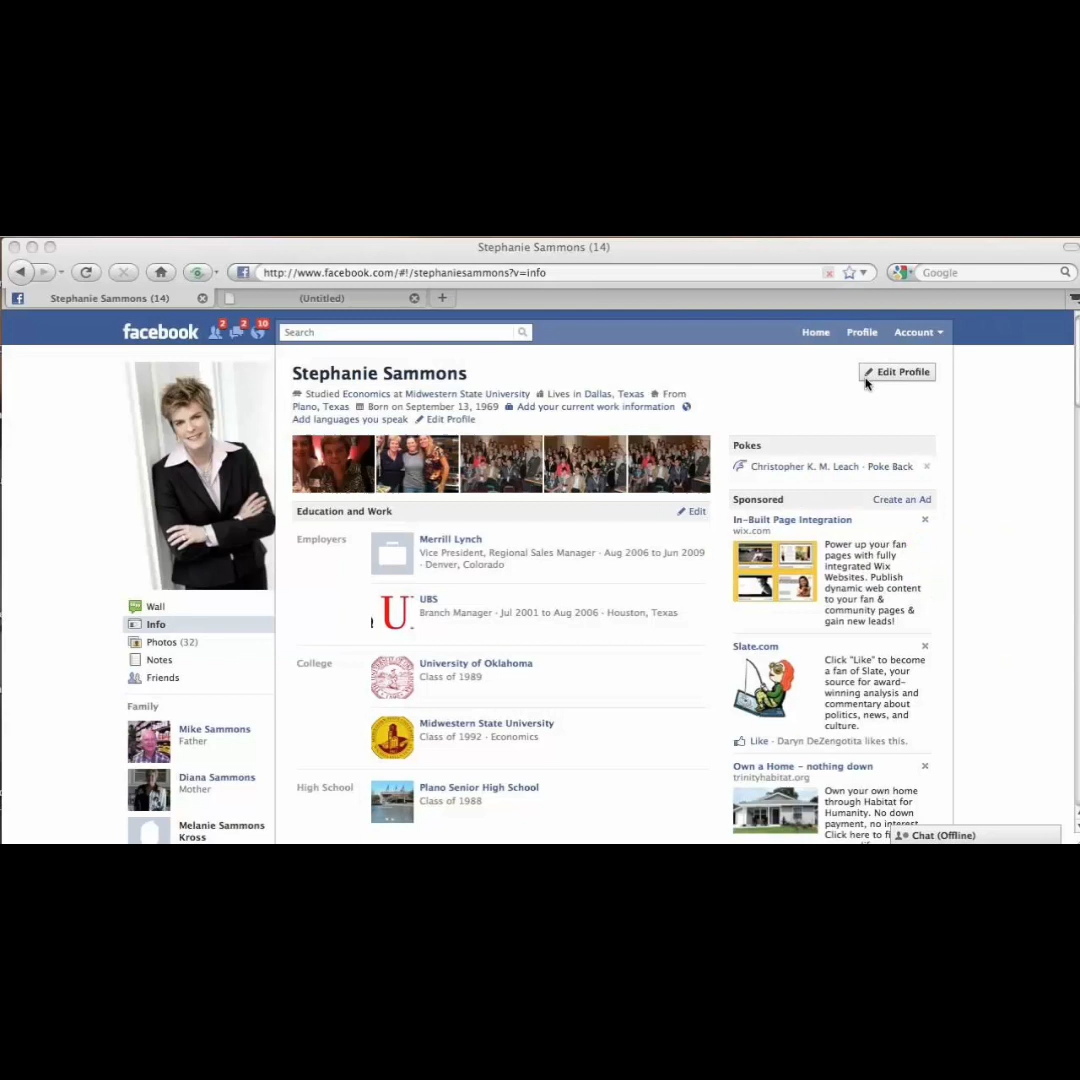 Stephanie Sammons (14)
http://www.facebook.com/#!/stephaniesammons?v=info
Google
Stephanie Sammons (14)
(Untitled)
facebook
2
2
10
Search
Home
Profile
Account
Stephanie Sammons
Edit Profile
Studied Economics at Midwestern State University Lives in Dallas, Texas From
Plano, Texas Born on September 13, 1969 Add your current work information
Add languages you speak Edit Profile
Wall
Info
Photos (32)
Notes
Friends
Family
Mike Sammons
Father
Diana Sammons
Mother
Melanie Sammons
Kross
Education and Work
Edit
Employers
Merrill Lynch
Vice President, Regional Sales Manager · Aug 2006 to Jun 2009
· Denver, Colorado
U
UBS
Branch Manager · Jul 2001 to Aug 2006 · Houston, Texas
College
University of Oklahoma
Class of 1989
Midwestern State University
Class of 1992 · Economics
High School
Plano Senior High School
Class of 1988
Pokes
Christopher K. M. Leach · Poke Back
Sponsored
Create an Ad
In-Built Page Integration
wix.com
Power up your fan
pages with fully
integrated Wix
Websites. Publish
dynamic web content
to your fan &
community pages &
gain new leads!
Slate.com
Click "Like" to become
a fan of Slate, your
source for award-
winning analysis and
commentary about
politics, news, and
culture.
Like · Daryn DeZengotita likes this.
Own a Home - nothing down
trinityhabitat.org
Own your own home
through Habitat for
Humanity. No down
payment, no interest.
Click here to
Chat (Offline)